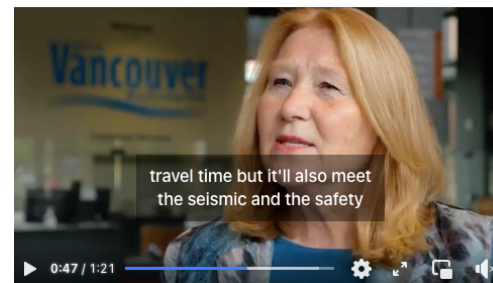 Vancouver
travel time but it'll also meet
the seismic and the safety
0:47 / 1:21